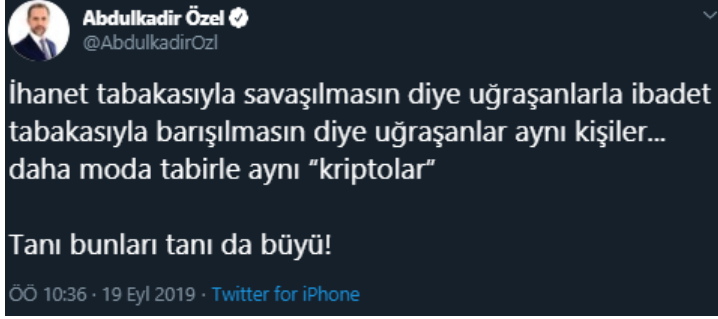 Abdulkadir Özel
@AbdulkadirOzl
İhanet tabakasıyla savaşılmasın diye uğraşanlarla ibadet
tabakasıyla barışılmasın diye uğraşanlar aynı kişiler...
daha moda tabirle aynı “kriptolar”
Tanı bunları tanı da büyü!
ÖÖ 10:36 · 19 Eyl 2019 · Twitter for iPhone